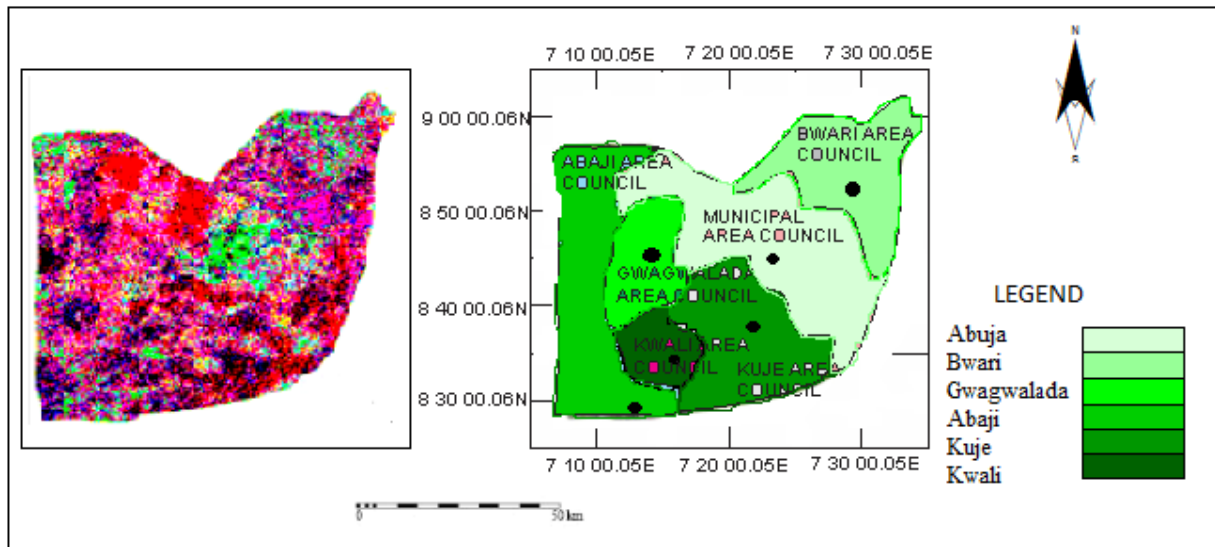 N
S
7 10 00.05E 7 20 00.05E 7 30 00.05E
9 00 00.06N
8 50 00.06N
8 40 00.06N
8 30 00.06N
BWARI AREA
COUNCIL
ABAJI AREA
COUNCIL
MUNICIPAL
AREA COUNCIL
GWAGWALADA
AREA COUNCIL
KWALI AREA
COUNCIL
KUJE AREA
COUNCIL
7 10 00.05E 7 20 00.05E 7 30 00.05E
LEGEND
Abuja
Bwari
Gwagwalada
Abaji
Kuje
Kwali
0 50 km